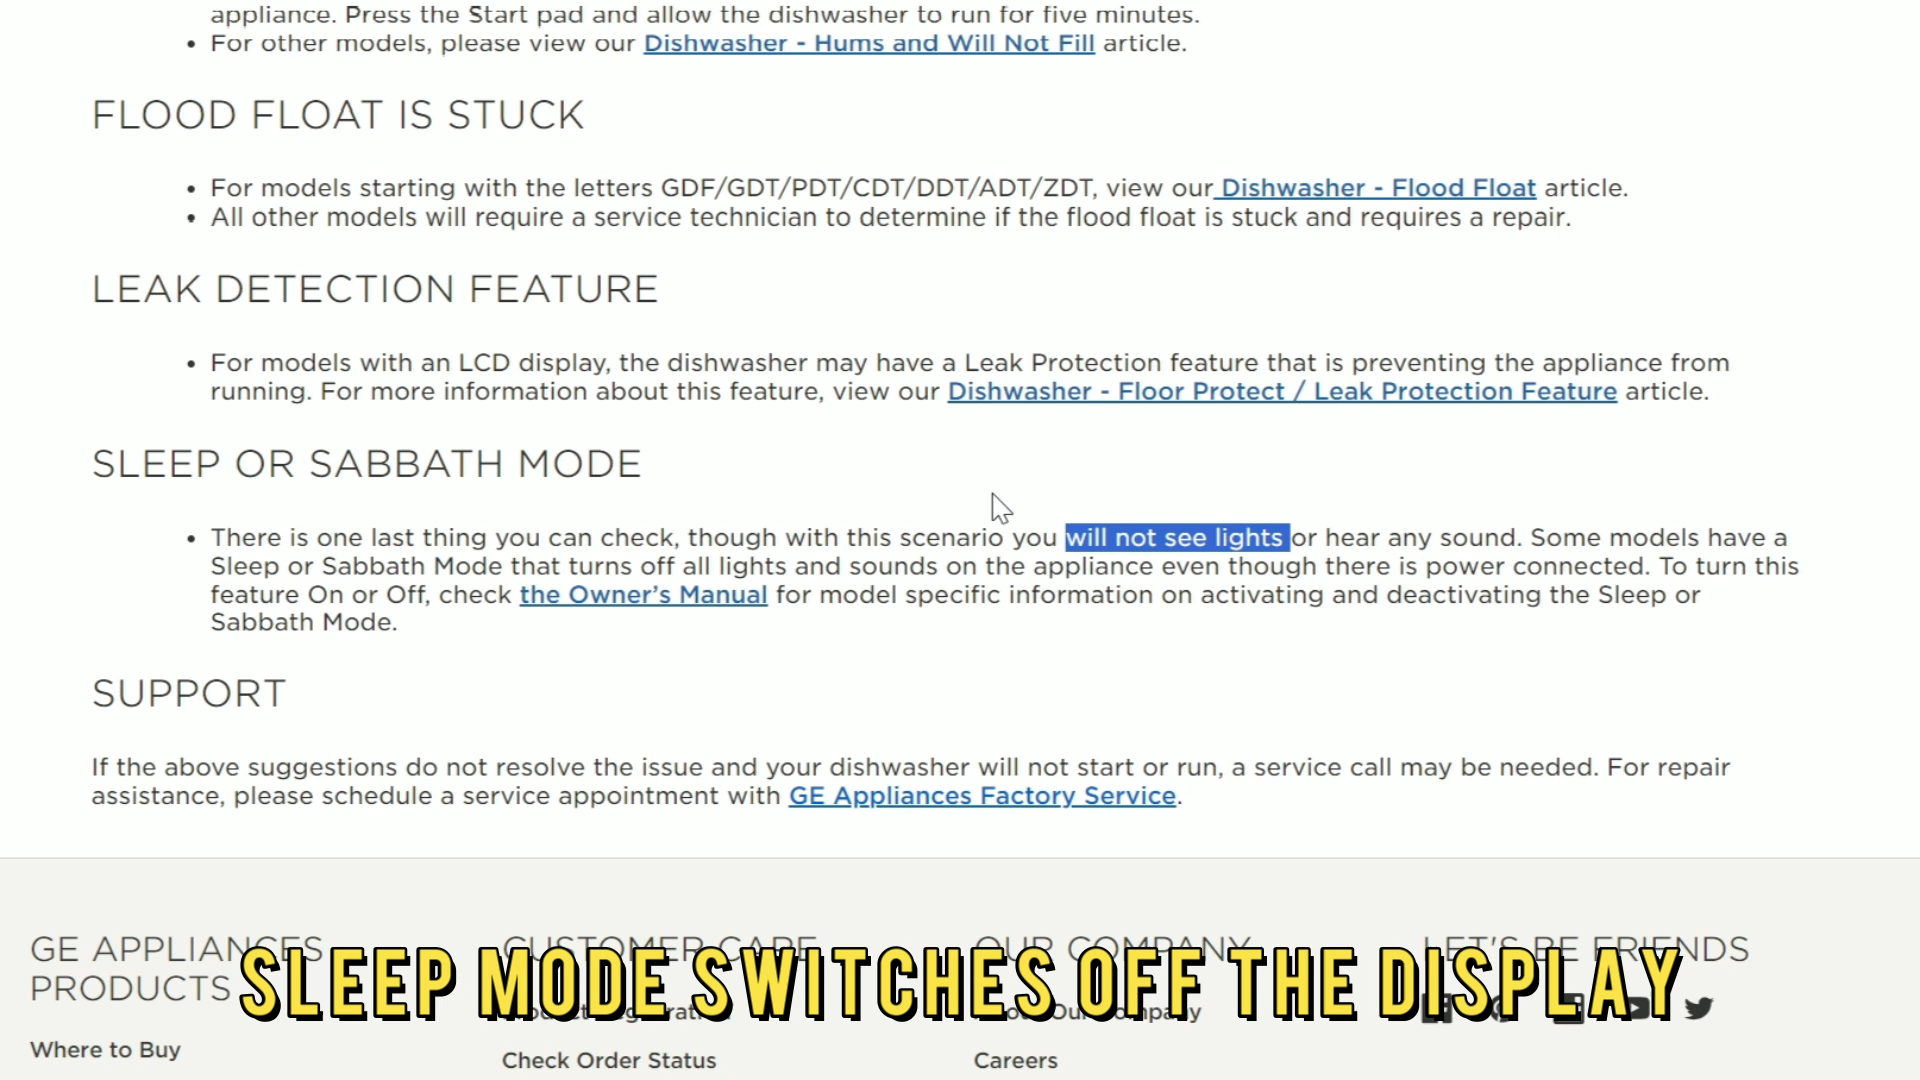 appliance. Press the Start pad and allow the dishwasher to run for five minutes.
• For other models, please view our Dishwasher - Hums and Will Not Fill article.
FLOOD FLOAT IS STUCK
• For models starting with the letters GDF/GDT/PDT/CDT/DDT/ADT/ZDT, view our Dishwasher - Flood Float article.
• All other models will require a service technician to determine if the flood float is stuck and requires a repair.
LEAK DETECTION FEATURE
• For models with an LCD display, the dishwasher may have a Leak Protection feature that is preventing the appliance from
running. For more information about this feature, view our Dishwasher - Floor Protect / Leak Protection Feature article.
SLEEP OR SABBATH MODE
• There is one last thing you can check, though with this scenario you will not see lights or hear any sound. Some models have a
Sleep or Sabbath Mode that turns off all lights and sounds on the appliance even though there is power connected. To turn this
feature On or Off, check the Owner's Manual for model specific information on activating and deactivating the Sleep or
Sabbath Mode.
SUPPORT
If the above suggestions do not resolve the issue and your dishwasher will not start or run, a service call may be needed. For repair
assistance, please schedule a service appointment with GE Appliances Factory Service.
GE APPLIANCES
PRODUCTS
CUSTOMER CARE
OUR COMPANY
LET'S BE FRIENDS
SLEEP MODE SWITCHES OFF THE DISPLAY
Where to Buy
Check Order Status
Careers